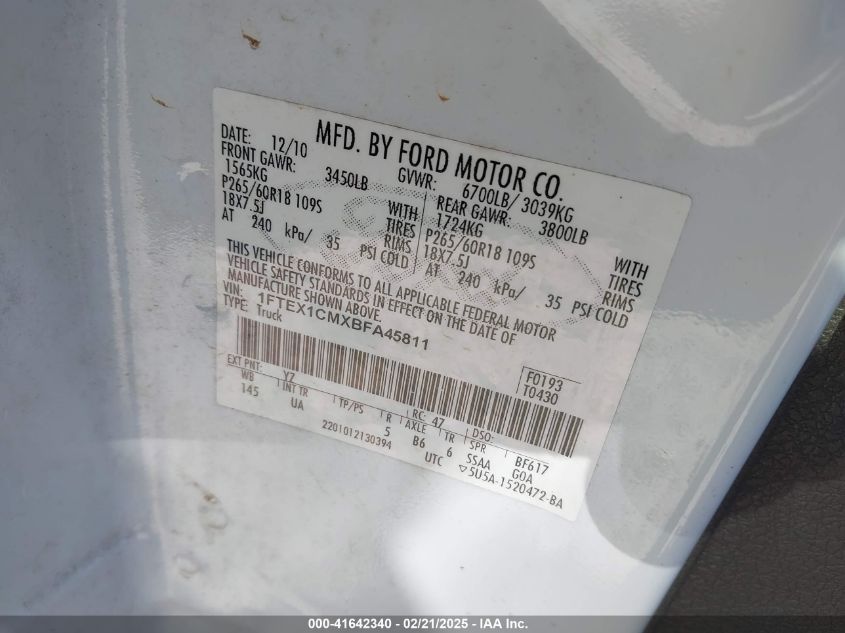 MFD. BY FORD MOTOR CO.
DATE: 12/10 GVWR: 6700LB/ 3039KG
FRONT GAWR: 3450LB REAR GAWR: 3800LB
1565KG WITH 1724KG WITH
P265/60R18 109S TIRES P265/60R18 109S TIRES
18X7.5J RIMS 18X7.5J RIMS
AT 240 kPa/ 35 PSI COLD AT 240 kPa/ 35 PSI COLD
THIS VEHICLE CONFORMS TO ALL APPLICABLE FEDERAL MOTOR
VEHICLE SAFETY STANDARDS IN EFFECT ON THE DATE OF
MANUFACTURE SHOWN ABOVE.
VIN: 1FTEX1CMXBFA45811
TYPE: Truck
F0193
T0430
EXT PNT: YZ RC: 47 DSO:
WB INT TR TP/PS R AXLE TR SPR BF617
145 UA 5 B6 6 SSAA GOA
2201012130394 UTC ▽5U5A-1520472-BA
000-41642340 - 02/21/2025 - IAA Inc.